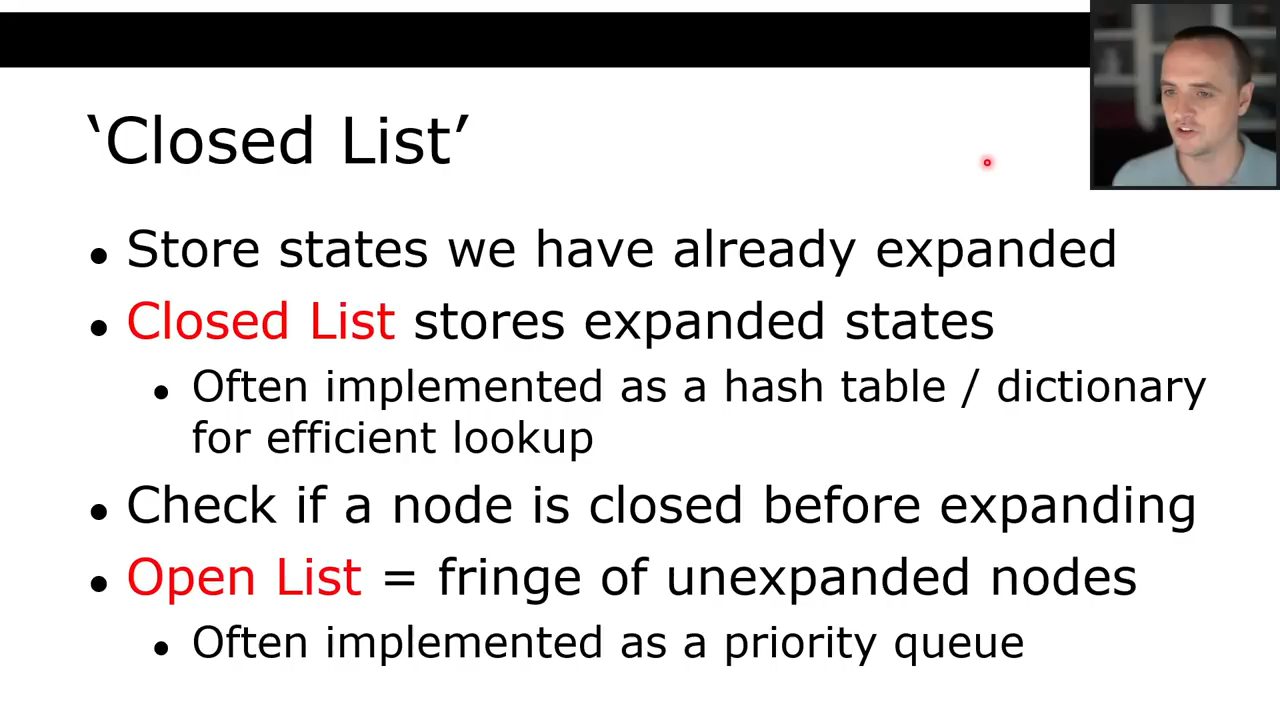 ‘Closed List’
• Store states we have already expanded
• Closed List stores expanded states
• Often implemented as a hash table / dictionary
for efficient lookup
• Check if a node is closed before expanding
• Open List = fringe of unexpanded nodes
• Often implemented as a priority queue